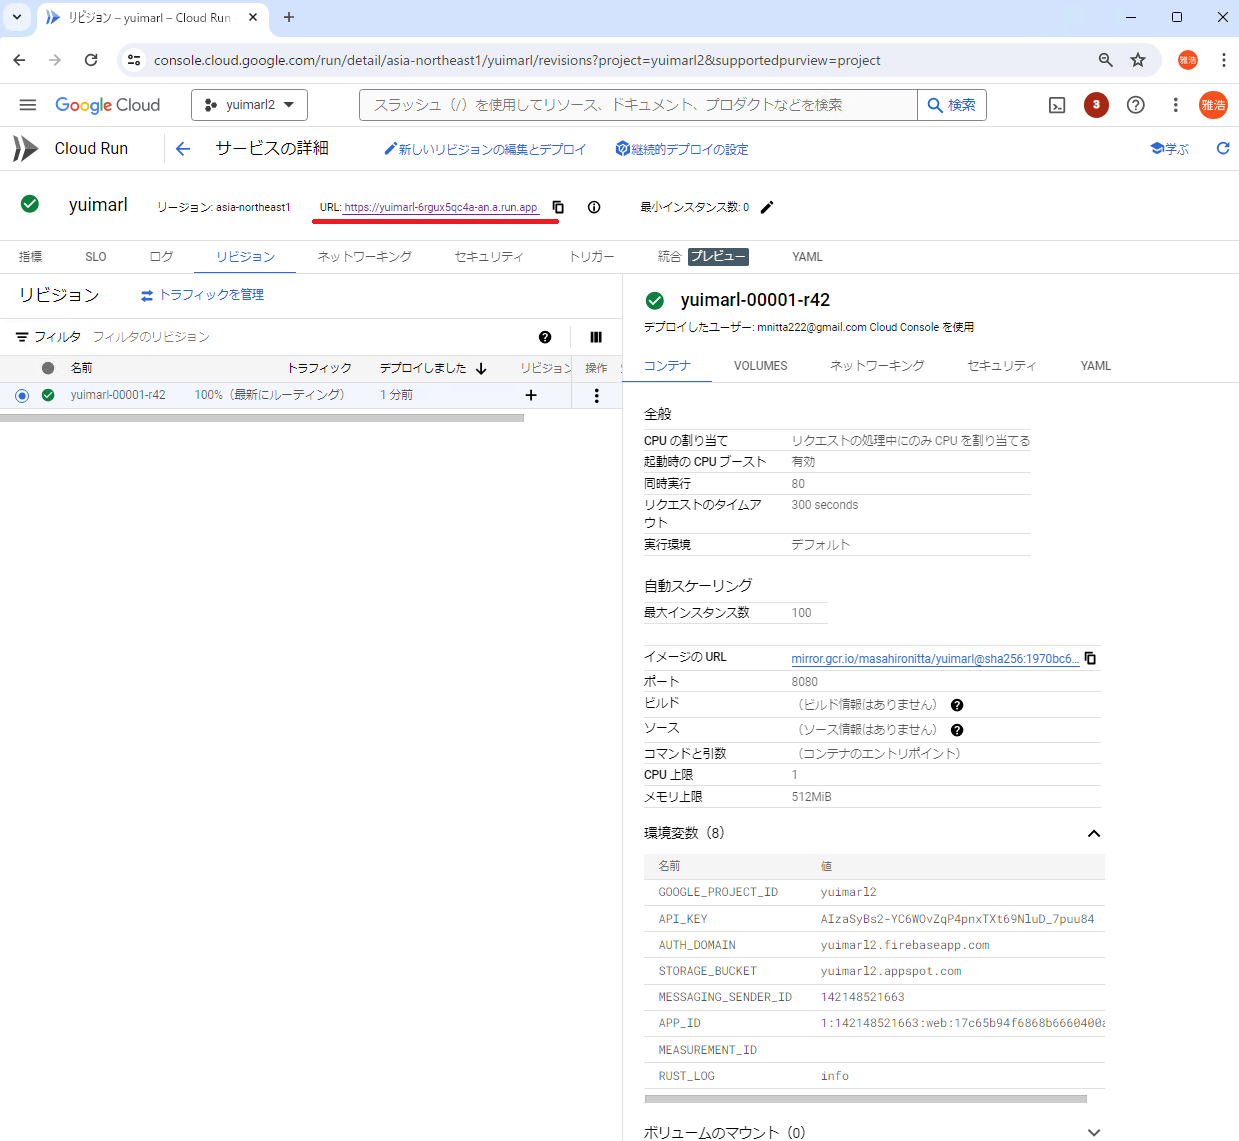 リビジョン – yuimarl – Cloud Run
console.cloud.google.com/run/detail/asia-northeast1/yuimarl/revisions?project=yuimarl2&supportedpurview=project
雅浩
Google Cloud
yuimarl2
スラッシュ（/）を使用してリソース、ドキュメント、プロダクトなどを検索
検索
3
雅浩
Cloud Run
サービスの詳細
新しいリビジョンの編集とデプロイ
継続的デプロイの設定
学ぶ
yuimarl
リージョン: asia-northeast1
URL: https://yuimarl-6rgux5qc4a-an.a.run.app
最小インスタンス数: 0
指標 SLO ログ リビジョン ネットワーキング セキュリティ トリガー 統合 プレビュー YAML
リビジョン
トラフィックを管理
フィルタ フィルタのリビジョン
名前 トラフィック デプロイしました リビジョン 操作
yuimarl-00001-r42 100%（最新にルーティング） 1 分前
yuimarl-00001-r42
デプロイしたユーザー: mnitta222@gmail.com Cloud Console を使用
コンテナ VOLUMES ネットワーキング セキュリティ YAML
全般
CPU の割り当て リクエストの処理中にのみ CPU を割り当てる
起動時の CPU ブースト 有効
同時実行 80
リクエストのタイムア 300 seconds
ウト
実行環境 デフォルト
自動スケーリング
最大インスタンス数 100
イメージの URL mirror.gcr.io/masahironitta/yuimarl@sha256:1970bc6...
ポート 8080
ビルド （ビルド情報はありません）
ソース （ソース情報はありません）
コマンドと引数 （コンテナのエントリポイント）
CPU 上限 1
メモリ上限 512MiB
環境変数（8）
名前 値
GOOGLE_PROJECT_ID yuimarl2
API_KEY AIzaSyBs2-YC6WOvZqP4pnxTXt69NluD_7puu84
AUTH_DOMAIN yuimarl2.firebaseapp.com
STORAGE_BUCKET yuimarl2.appspot.com
MESSAGING_SENDER_ID 142148521663
APP_ID 1:142148521663:web:17c65b94f6868b6660400a
MEASUREMENT_ID
RUST_LOG info
ボリュームのマウント（0）